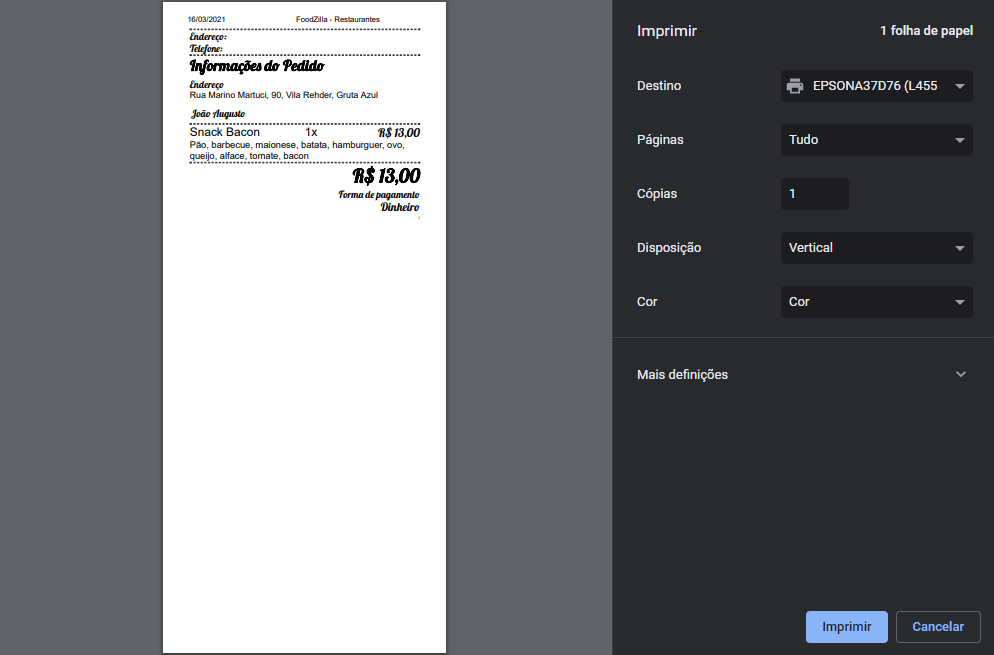 16/03/2021 FoodZilla - Restaurantes
Endereço:
Telefone:
Informações do Pedido
Endereço
Rua Marino Martuci, 90, Vila Rehder, Gruta Azul
João Augusto
Snack Bacon 1x R$ 13,00
Pão, barbecue, maionese, batata, hamburguer, ovo,
queijo, alface, tomate, bacon
R$ 13,00
Forma de pagamento
Dinheiro
Imprimir 1 folha de papel
Destino EPSONA37D76 (L455
Páginas Tudo
Cópias 1
Disposição Vertical
Cor Cor
Mais definições
Imprimir Cancelar